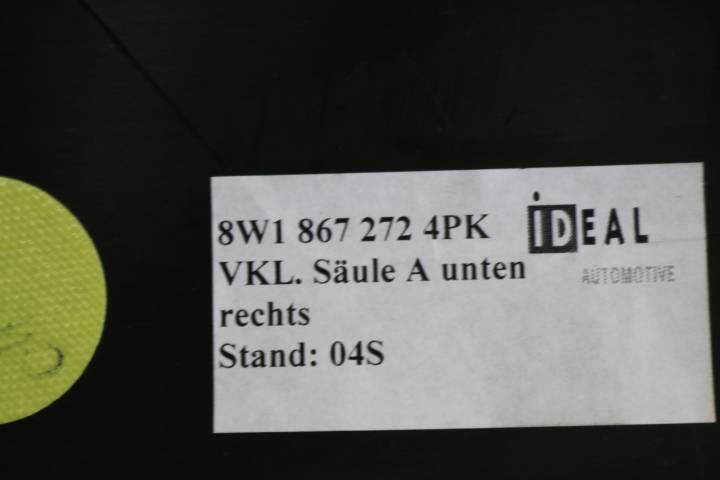 8W1 867 272 4PK
iDEAL
AUTOMOTIVE
VKL. Säule A unten
rechts
Stand: 04S